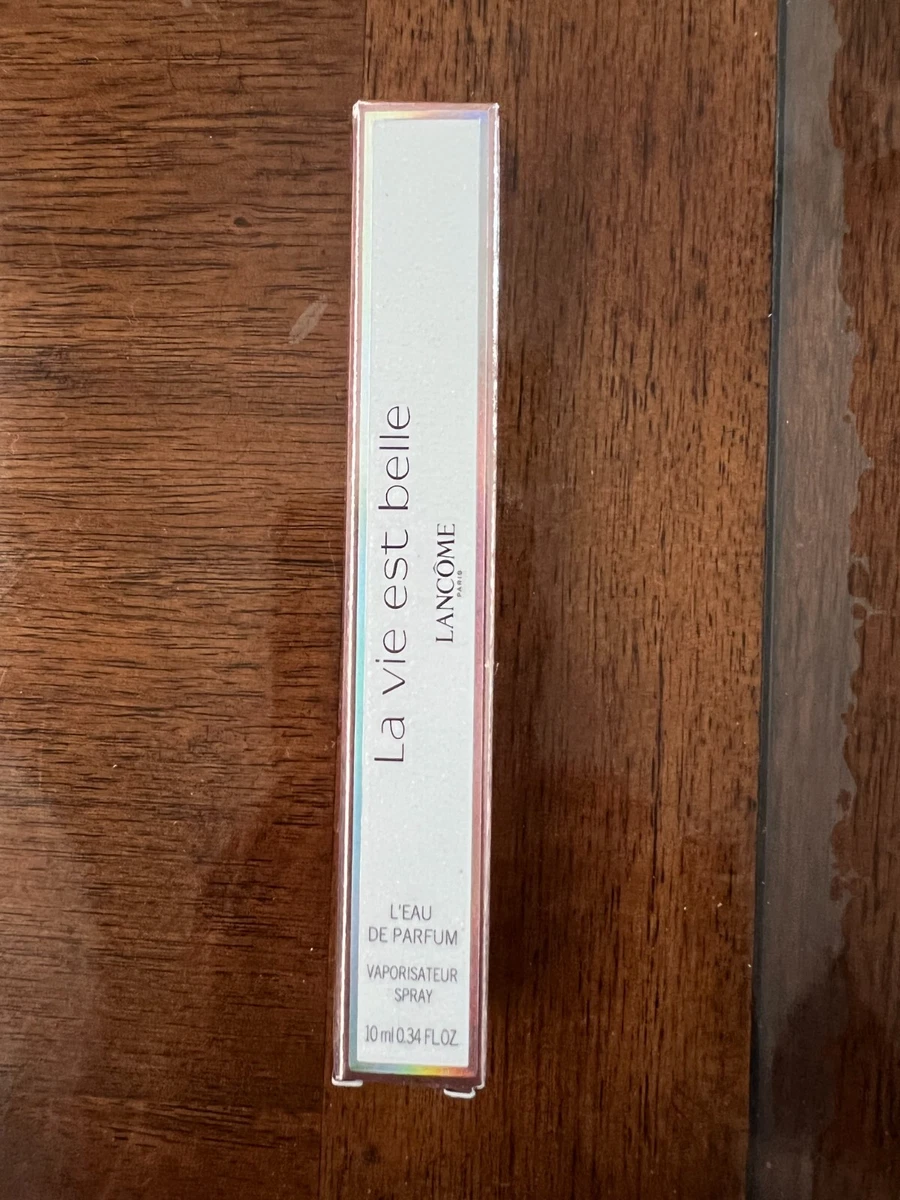 La vie est belle
LANCÔME
PARIS
L'EAU
DE PARFUM
VAPORISATEUR
SPRAY
10 ml 0.34 FL.OZ.